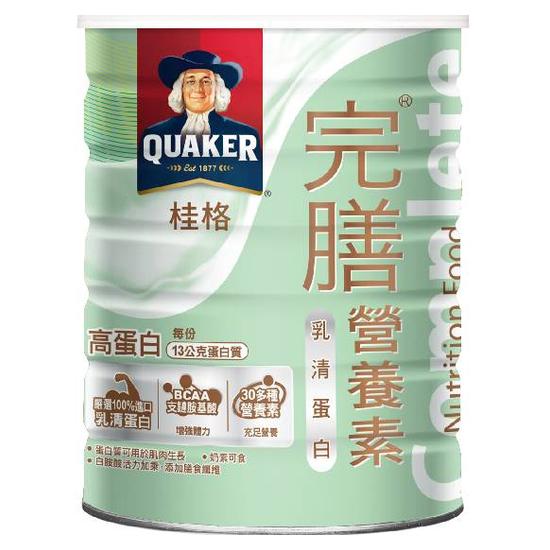 QUAKER
Est 1877
®
桂格
完膳®
營養素
乳清蛋白
Complete
Nutrition Food
高蛋白
每份
13公克蛋白質
嚴選100%進口
乳清蛋白
BCAA
支鏈胺基酸
增強體力
30多種
營養素
充足營養
• 蛋白質可用於肌肉生長 • 奶素可食
• 白胺酸活力加乘·添加膳食纖維